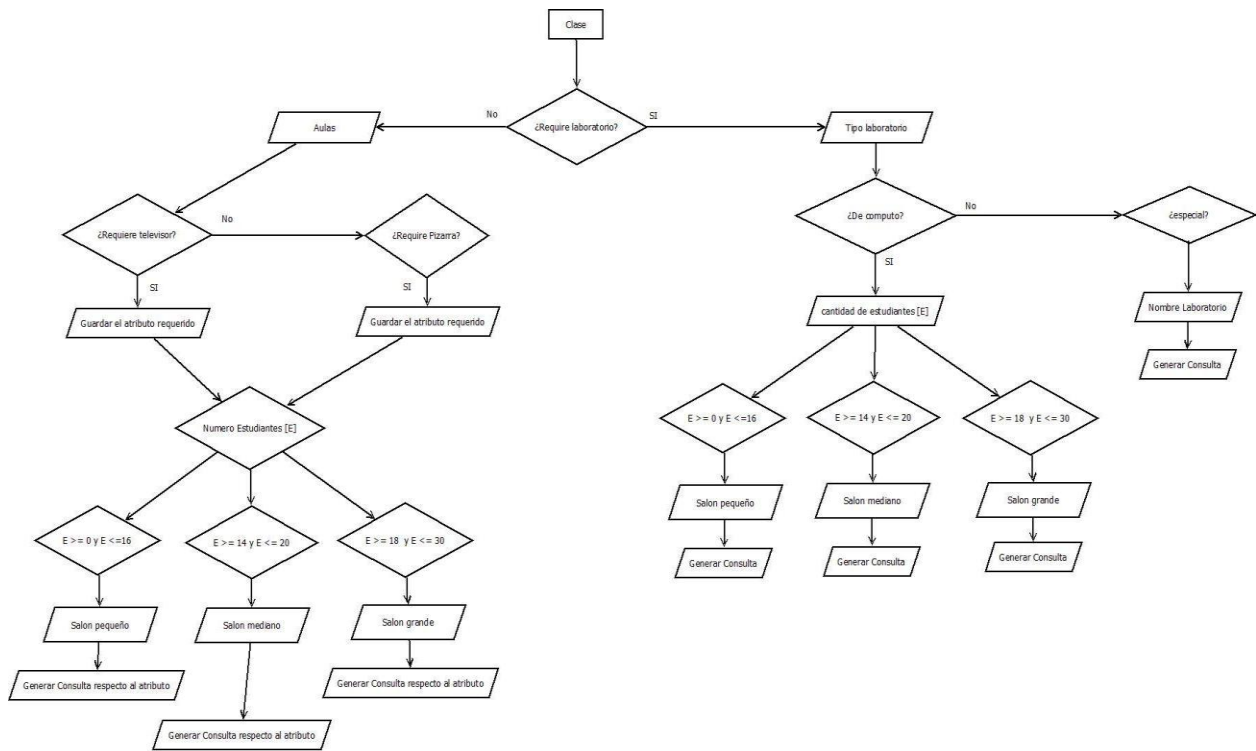 Clase
¿Require laboratorio?
No
SI
Aulas
Tipo laboratorio
¿Requiere televisor?
No
¿Require Pizarra?
SI
SI
Guardar el atributo requerido
Guardar el atributo requerido
Numero Estudiantes [E]
E >= 0 y E <=16
E >= 14 y E <= 20
E >= 18 y E <= 30
Salon pequeño
Salon mediano
Salon grande
Generar Consulta respecto al atributo
Generar Consulta respecto al atributo
Generar Consulta respecto al atributo
¿De computo?
No
¿especial?
SI
cantidad de estudiantes [E]
Nombre Laboratorio
Generar Consulta
E >= 0 y E <=16
E >= 14 y E <= 20
E >= 18 y E <= 30
Salon pequeño
Salon mediano
Salon grande
Generar Consulta
Generar Consulta
Generar Consulta